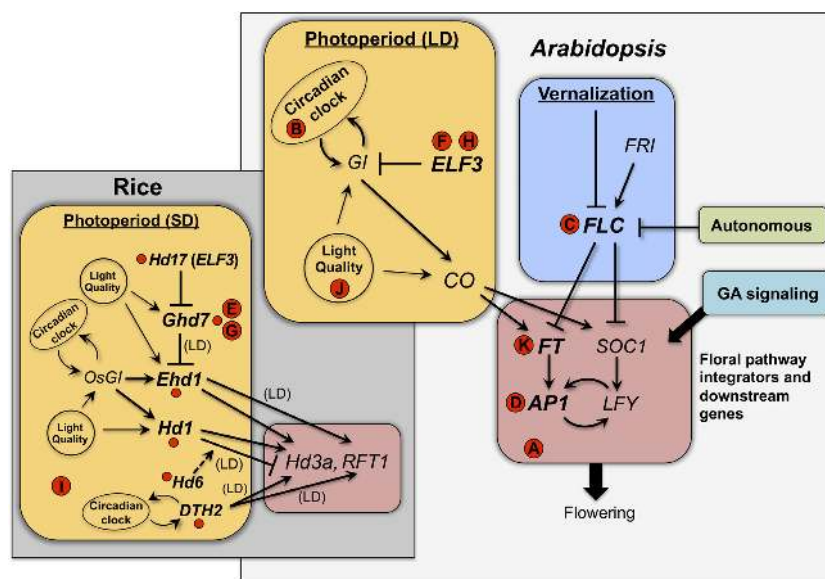 Photoperiod (LD)
Arabidopsis
Circadian
clock
B
GI
F H
ELF3
Light
Quality
J
CO
Vernalization
FRI
C FLC
Autonomous
GA signaling
K FT
SOC1
D AP1
LFY
A
Floral pathway
integrators and
downstream
genes
Flowering
Rice
Photoperiod (SD)
Hd17 (ELF3)
Light
Quality
Ghd7
E
G
(LD)
Circadian
clock
OsGI
Ehd1
(LD)
Light
Quality
Hd1
(LD)
Hd3a, RFT1
Hd6
(LD)
(LD)
I
Circadian
clock
DTH2